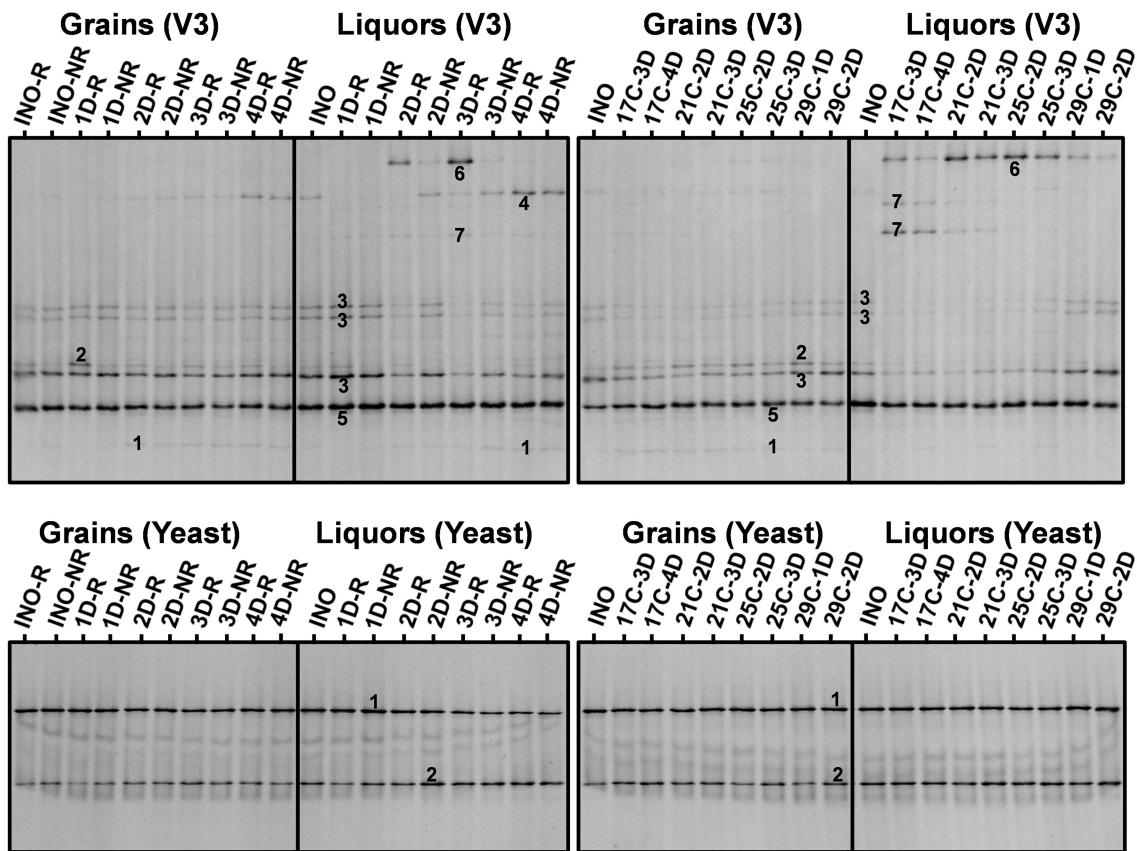 Grains (V3) Liquors (V3) Grains (V3) Liquors (V3)
INO-R INO-NR 1D-R 1D-NR 2D-R 2D-NR 3D-R 3D-NR 4D-R 4D-NR INO 1D-R 1D-NR 2D-R 2D-NR 3D-R 3D-NR 4D-R 4D-NR INO 17C-3D 17C-4D 21C-2D 21C-3D 25C-2D 25C-3D 29C-1D 29C-2D INO 17C-3D 17C-4D 21C-2D 21C-3D 25C-2D 25C-3D 29C-1D 29C-2D
6 6
4 7
7 7
3 3
3 3
2 2
3 3
5 5
1 1 1
Grains (Yeast) Liquors (Yeast) Grains (Yeast) Liquors (Yeast)
INO-R INO-NR 1D-R 1D-NR 2D-R 2D-NR 3D-R 3D-NR 4D-R 4D-NR INO 1D-R 1D-NR 2D-R 2D-NR 3D-R 3D-NR 4D-R 4D-NR INO 17C-3D 17C-4D 21C-2D 21C-3D 25C-2D 25C-3D 29C-1D 29C-2D INO 17C-3D 17C-4D 21C-2D 21C-3D 25C-2D 25C-3D 29C-1D 29C-2D
1 1
2 2